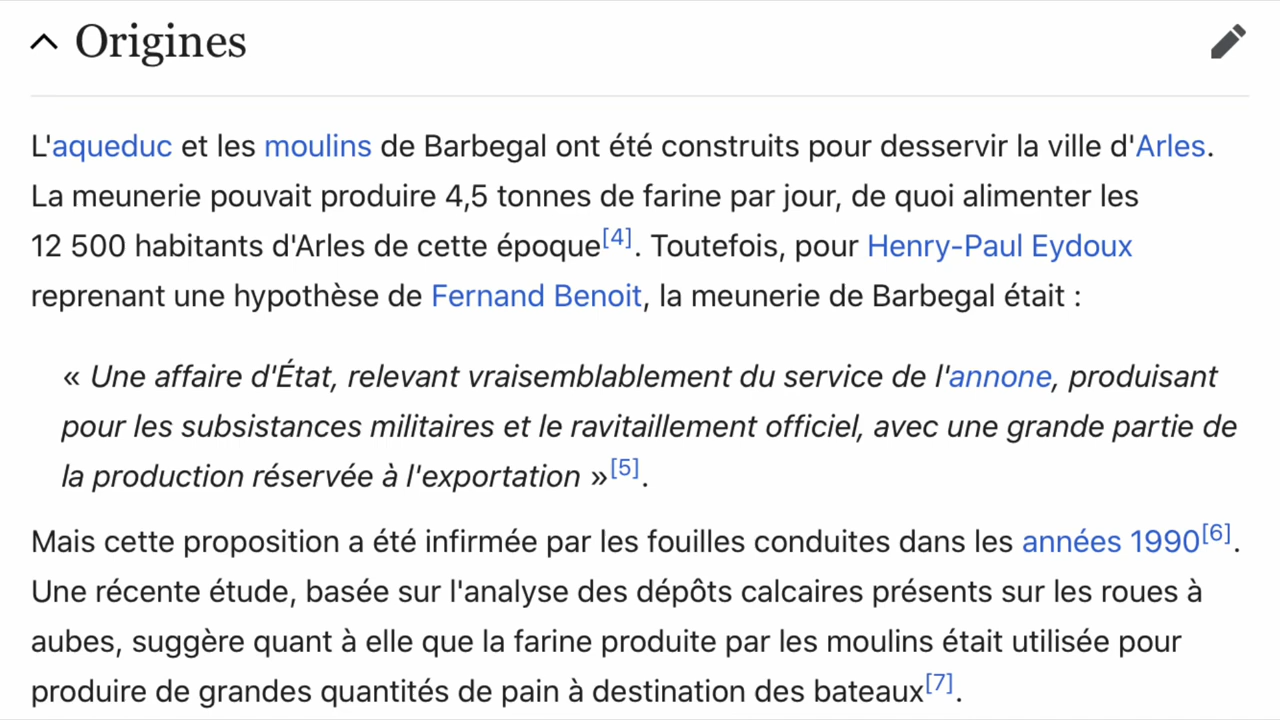 Origines
L'aqueduc et les moulins de Barbegal ont été construits pour desservir la ville d'Arles.
La meunerie pouvait produire 4,5 tonnes de farine par jour, de quoi alimenter les
12 500 habitants d'Arles de cette époque[4]. Toutefois, pour Henry-Paul Eydoux
reprenant une hypothèse de Fernand Benoit, la meunerie de Barbegal était :
« Une affaire d'État, relevant vraisemblablement du service de l'annone, produisant
pour les subsistances militaires et le ravitaillement officiel, avec une grande partie de
la production réservée à l'exportation »[5].
Mais cette proposition a été infirmée par les fouilles conduites dans les années 1990[6].
Une récente étude, basée sur l'analyse des dépôts calcaires présents sur les roues à
aubes, suggère quant à elle que la farine produite par les moulins était utilisée pour
produire de grandes quantités de pain à destination des bateaux[7].